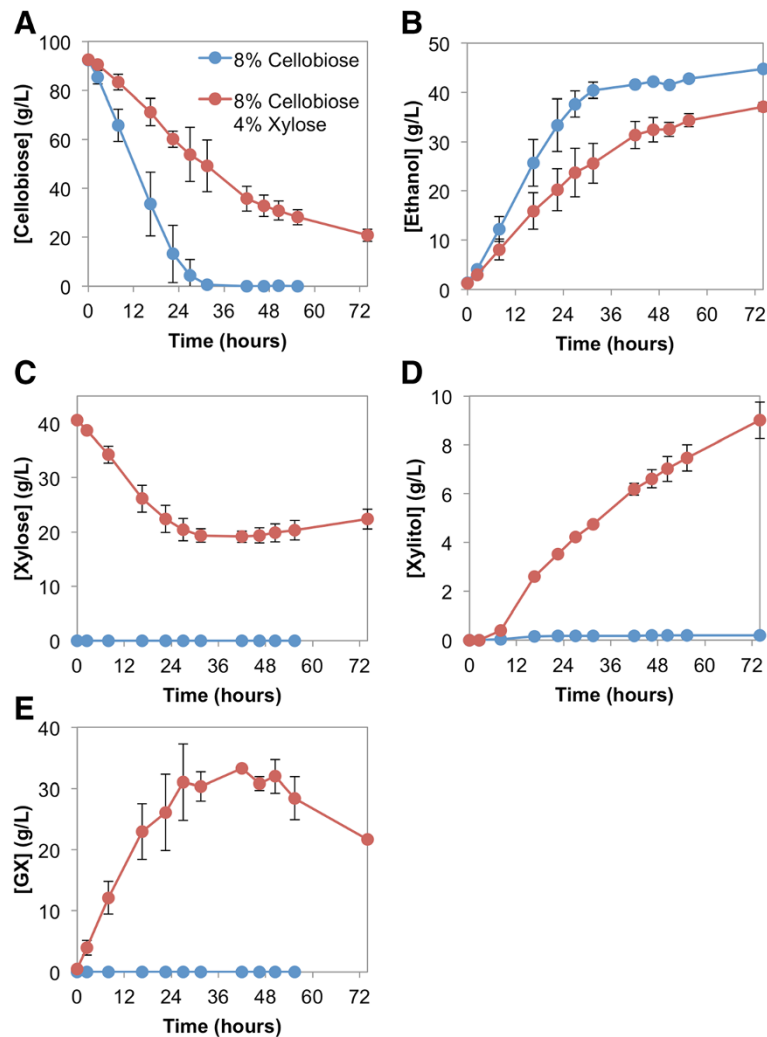 A
[Cellobiose] (g/L)
100
80
60
40
20
0
0 12 24 36 48 60 72
Time (hours)
8% Cellobiose
8% Cellobiose
4% Xylose
B
[Ethanol] (g/L)
50
40
30
20
10
0
0 12 24 36 48 60 72
Time (hours)
C
[Xylose] (g/L)
40
30
20
10
0
0 12 24 36 48 60 72
Time (hours)
D
[Xylitol] (g/L)
10
8
6
4
2
0
0 12 24 36 48 60 72
Time (hours)
E
[GX] (g/L)
40
30
20
10
0
0 12 24 36 48 60 72
Time (hours)